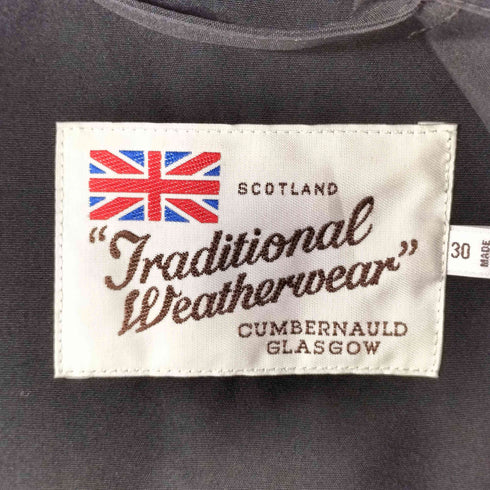 SCOTLAND
"Traditional
Weatherwear"
CUMBERNAULD
GLASGOW
30
MADE